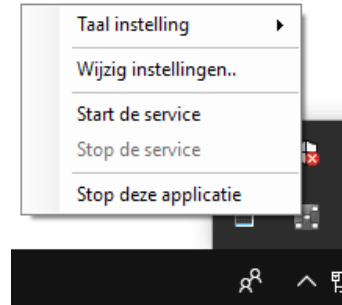 Taal instelling
Wijzig instellingen..
Start de service
Stop de service
Stop deze applicatie